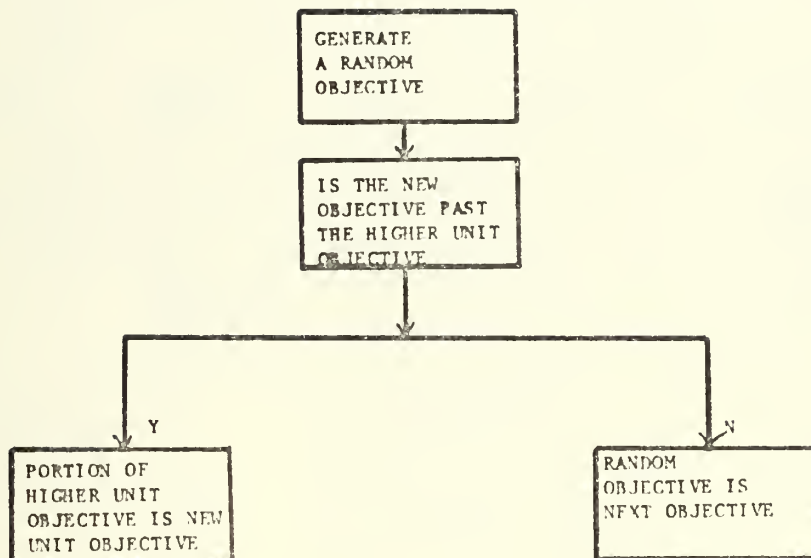 GENERATE
A RANDOM
OBJECTIVE
IS THE NEW
OBJECTIVE PAST
THE HIGHER UNIT
OBJECTIVE
Y
N
PORTION OF
HIGHER UNIT
OBJECTIVE IS NEW
UNIT OBJECTIVE
RANDOM
OBJECTIVE IS
NEXT OBJECTIVE